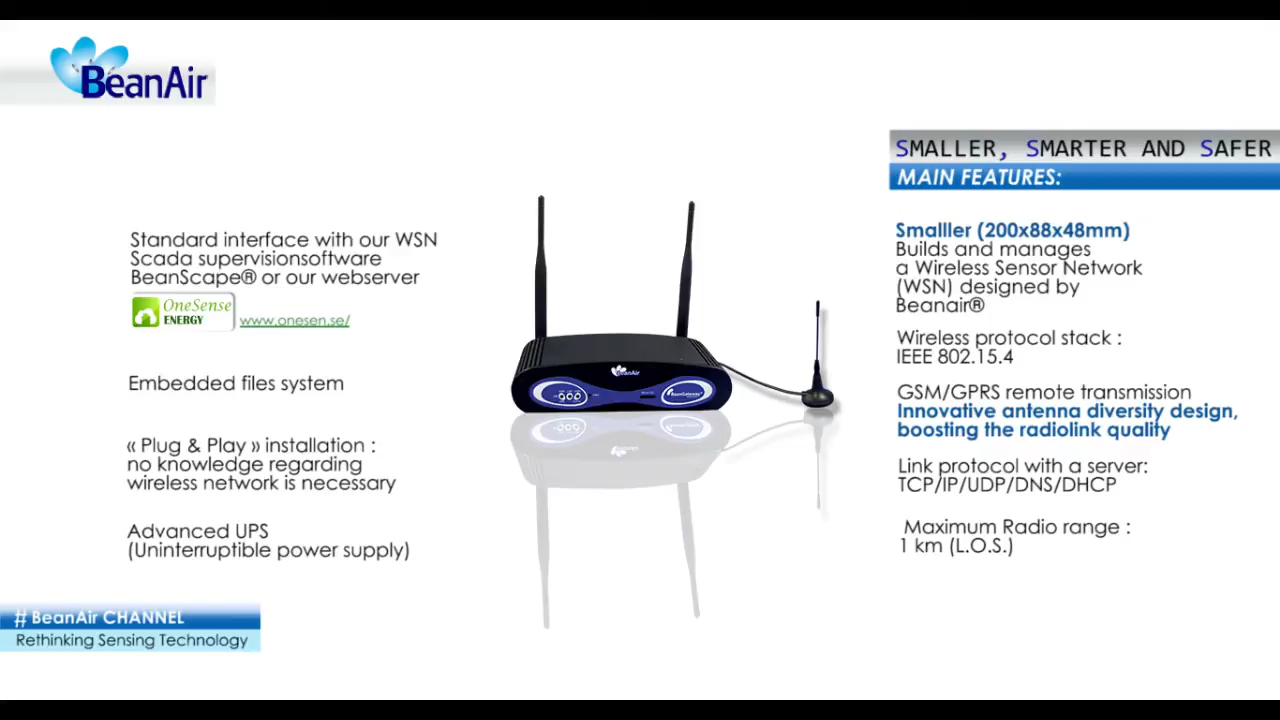 BeanAir
SMALLER, SMARTER AND SAFER
MAIN FEATURES:
Standard interface with our WSN
Scada supervisionsoftware
BeanScape® or our webserver
OneSense
ENERGY
www.onesen.se/
Embedded files system
« Plug & Play » installation :
no knowledge regarding
wireless network is necessary
Advanced UPS
(Uninterruptible power supply)
BeanAir
BeanGateway
Smalller (200x88x48mm)
Builds and manages
a Wireless Sensor Network
(WSN) designed by
Beanair®
Wireless protocol stack :
IEEE 802.15.4
GSM/GPRS remote transmission
Innovative antenna diversity design,
boosting the radiolink quality
Link protocol with a server:
TCP/IP/UDP/DNS/DHCP
Maximum Radio range :
1 km (L.O.S.)
# BeanAir CHANNEL
Rethinking Sensing Technology